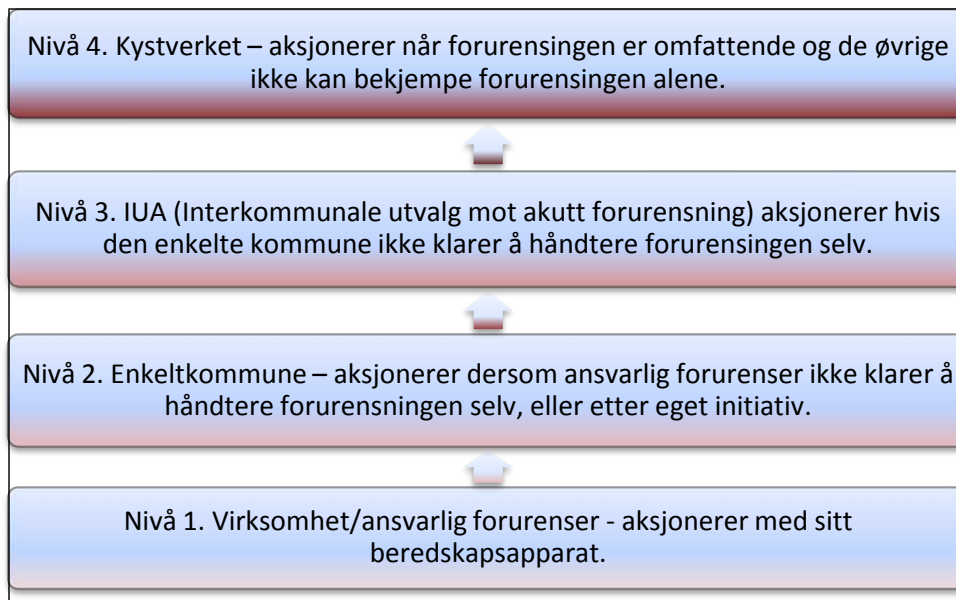 Nivå 4. Kystverket – aksjonerer når forurensingen er omfattende og de øvrige
ikke kan bekjempe forurensingen alene.
Nivå 3. IUA (Interkommunale utvalg mot akutt forurensning) aksjonerer hvis
den enkelte kommune ikke klarer å håndtere forurensingen selv.
Nivå 2. Enkeltkommune – aksjonerer dersom ansvarlig forurenser ikke klarer å
håndtere forurensningen selv, eller etter eget initiativ.
Nivå 1. Virksomhet/ansvarlig forurenser - aksjonerer med sitt
beredskapsapparat.